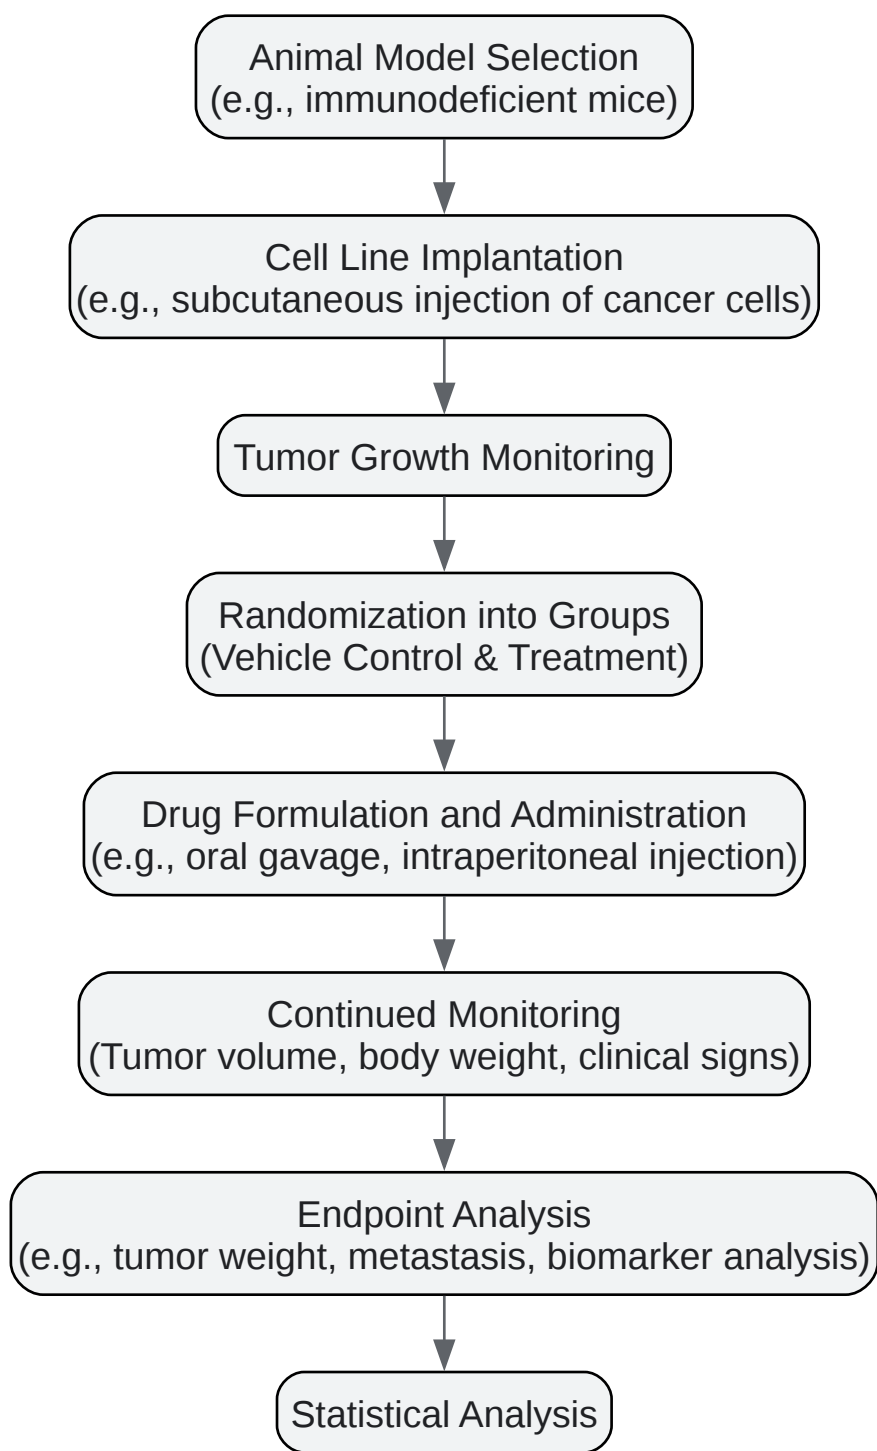 Animal Model Selection
(e.g., immunodeficient mice)
Cell Line Implantation
(e.g., subcutaneous injection of cancer cells)
Tumor Growth Monitoring
Randomization into Groups
(Vehicle Control & Treatment)
Drug Formulation and Administration
(e.g., oral gavage, intraperitoneal injection)
Continued Monitoring
(Tumor volume, body weight, clinical signs)
Endpoint Analysis
(e.g., tumor weight, metastasis, biomarker analysis)
Statistical Analysis